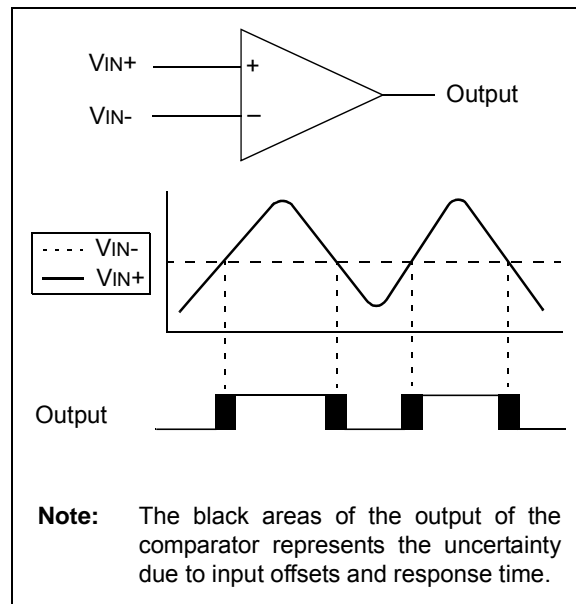 VIN+
+
Output
VIN-
–
VIN-
VIN+
Output
Note: The black areas of the output of the
comparator represents the uncertainty
due to input offsets and response time.